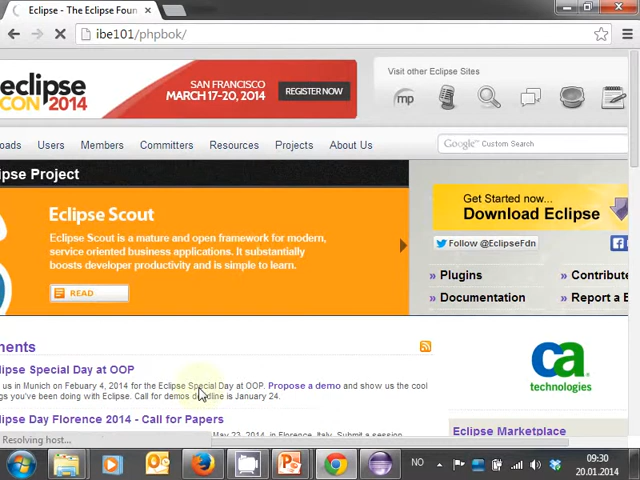 Eclipse - The Eclipse Foun
ibe101/phpbok/
eclipse
CON 2014
SAN FRANCISCO
MARCH 17-20, 2014
REGISTER NOW
Visit other Eclipse Sites
mp
oads Users Members Committers Resources Projects About Us
Google™ Custom Search
ipse Project
Eclipse Scout
Eclipse Scout is a mature and open framework for modern,
service oriented business applications. It substantially
boosts developer productivity and is simple to learn.
READ
Get Started now...
Download Eclipse
Follow @EclipseFdn
f
» Plugins
» Contribute
» Documentation
» Report a B
ments
lipse Special Day at OOP
us in Munich on Febuary 4, 2014 for the Eclipse Special Day at OOP. Propose a demo and show us the cool
gs you've been doing with Eclipse. Call for demos deadline is January 24.
lipse Day Florence 2014 - Call for Papers
May 23, 2014, in Florence, Italy. Submit a session
ca
technologies
Eclipse Marketplace
Resolving host...
NO
09:30
20.01.2014